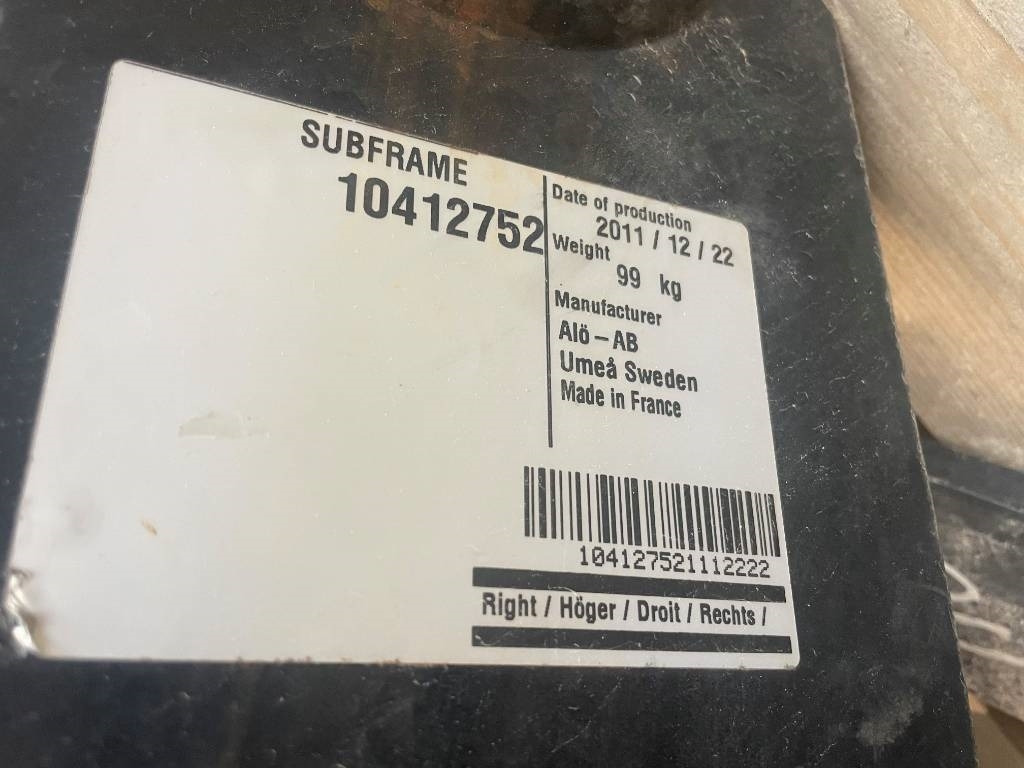 SUBFRAME
10412752
Date of production
2011 / 12 / 22
Weight
99 kg
Manufacturer
Alö – AB
Umeå Sweden
Made in France
104127521112222
Right / Höger / Droit / Rechts /